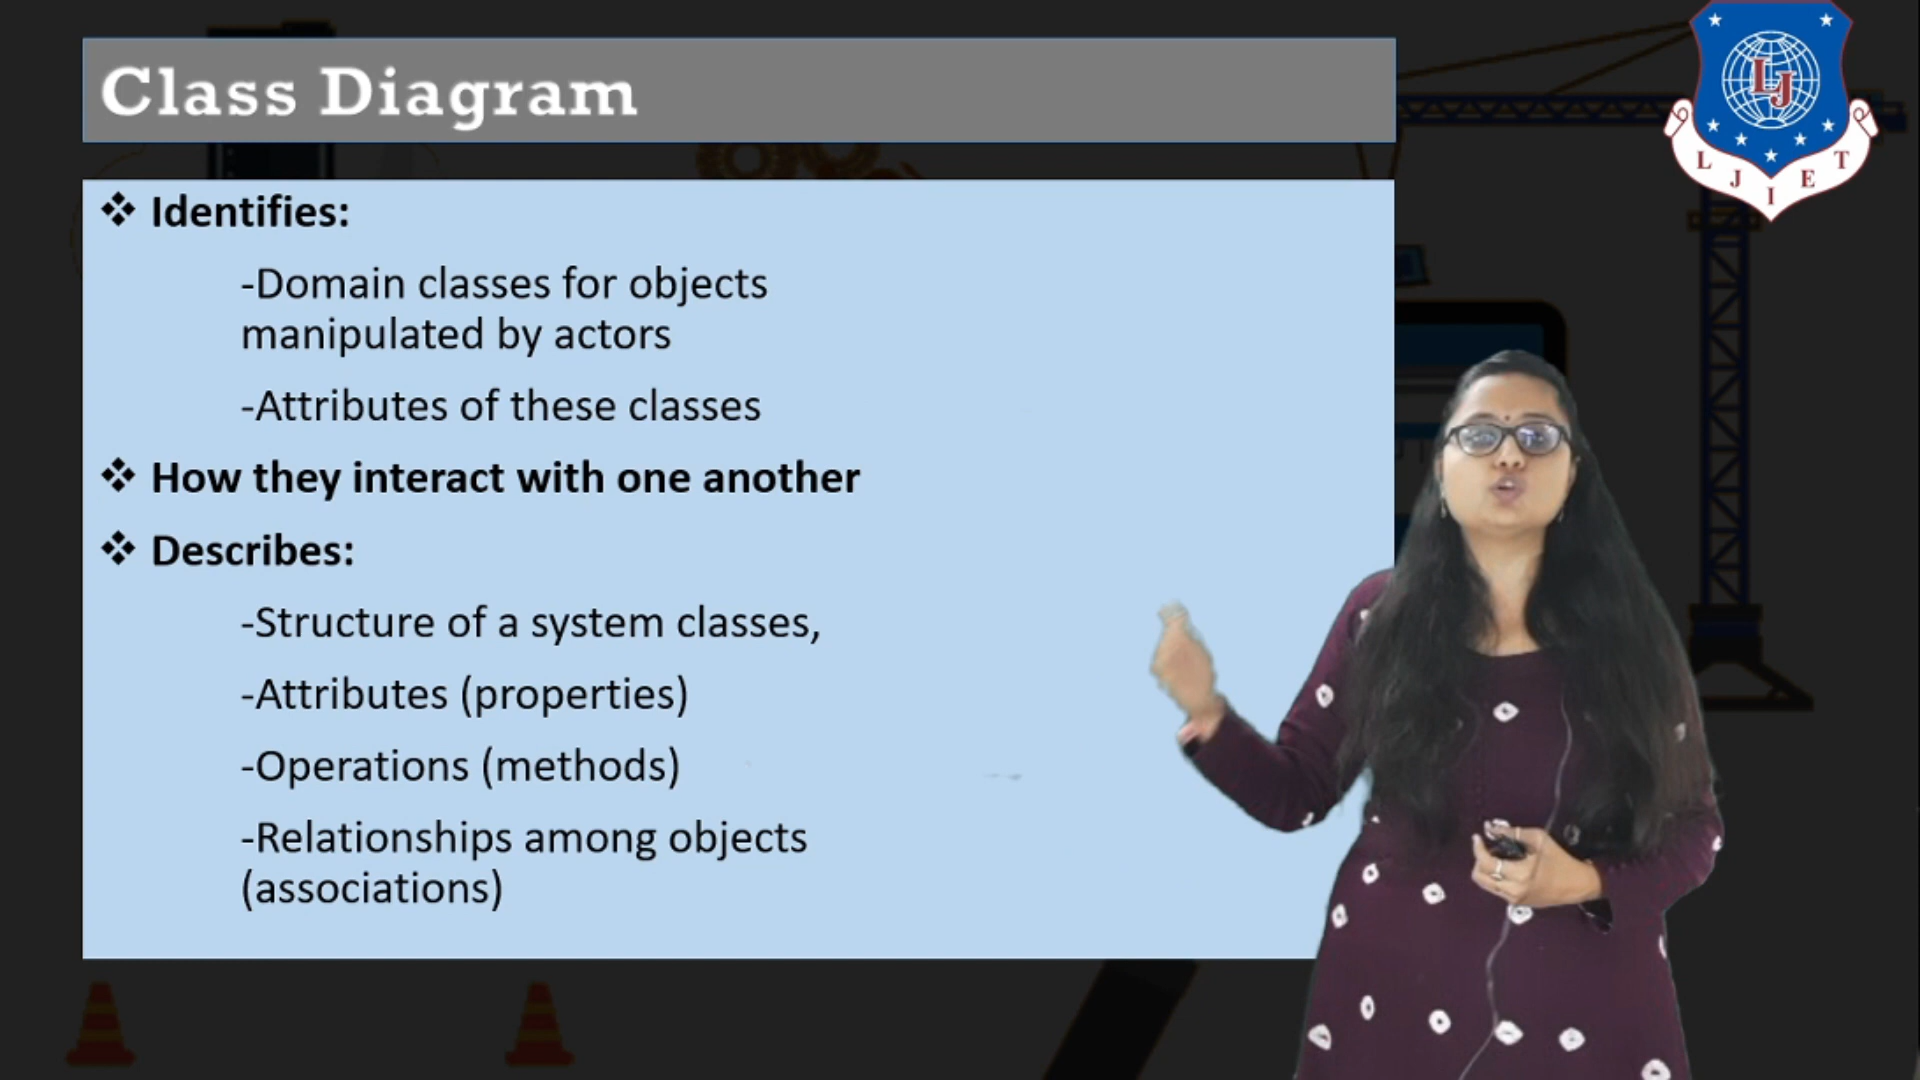 Class Diagram
❖ Identifies:
-Domain classes for objects
manipulated by actors
-Attributes of these classes
❖ How they interact with one another
❖ Describes:
-Structure of a system classes,
-Attributes (properties)
-Operations (methods)
-Relationships among objects
(associations)
LJ
L J I E T